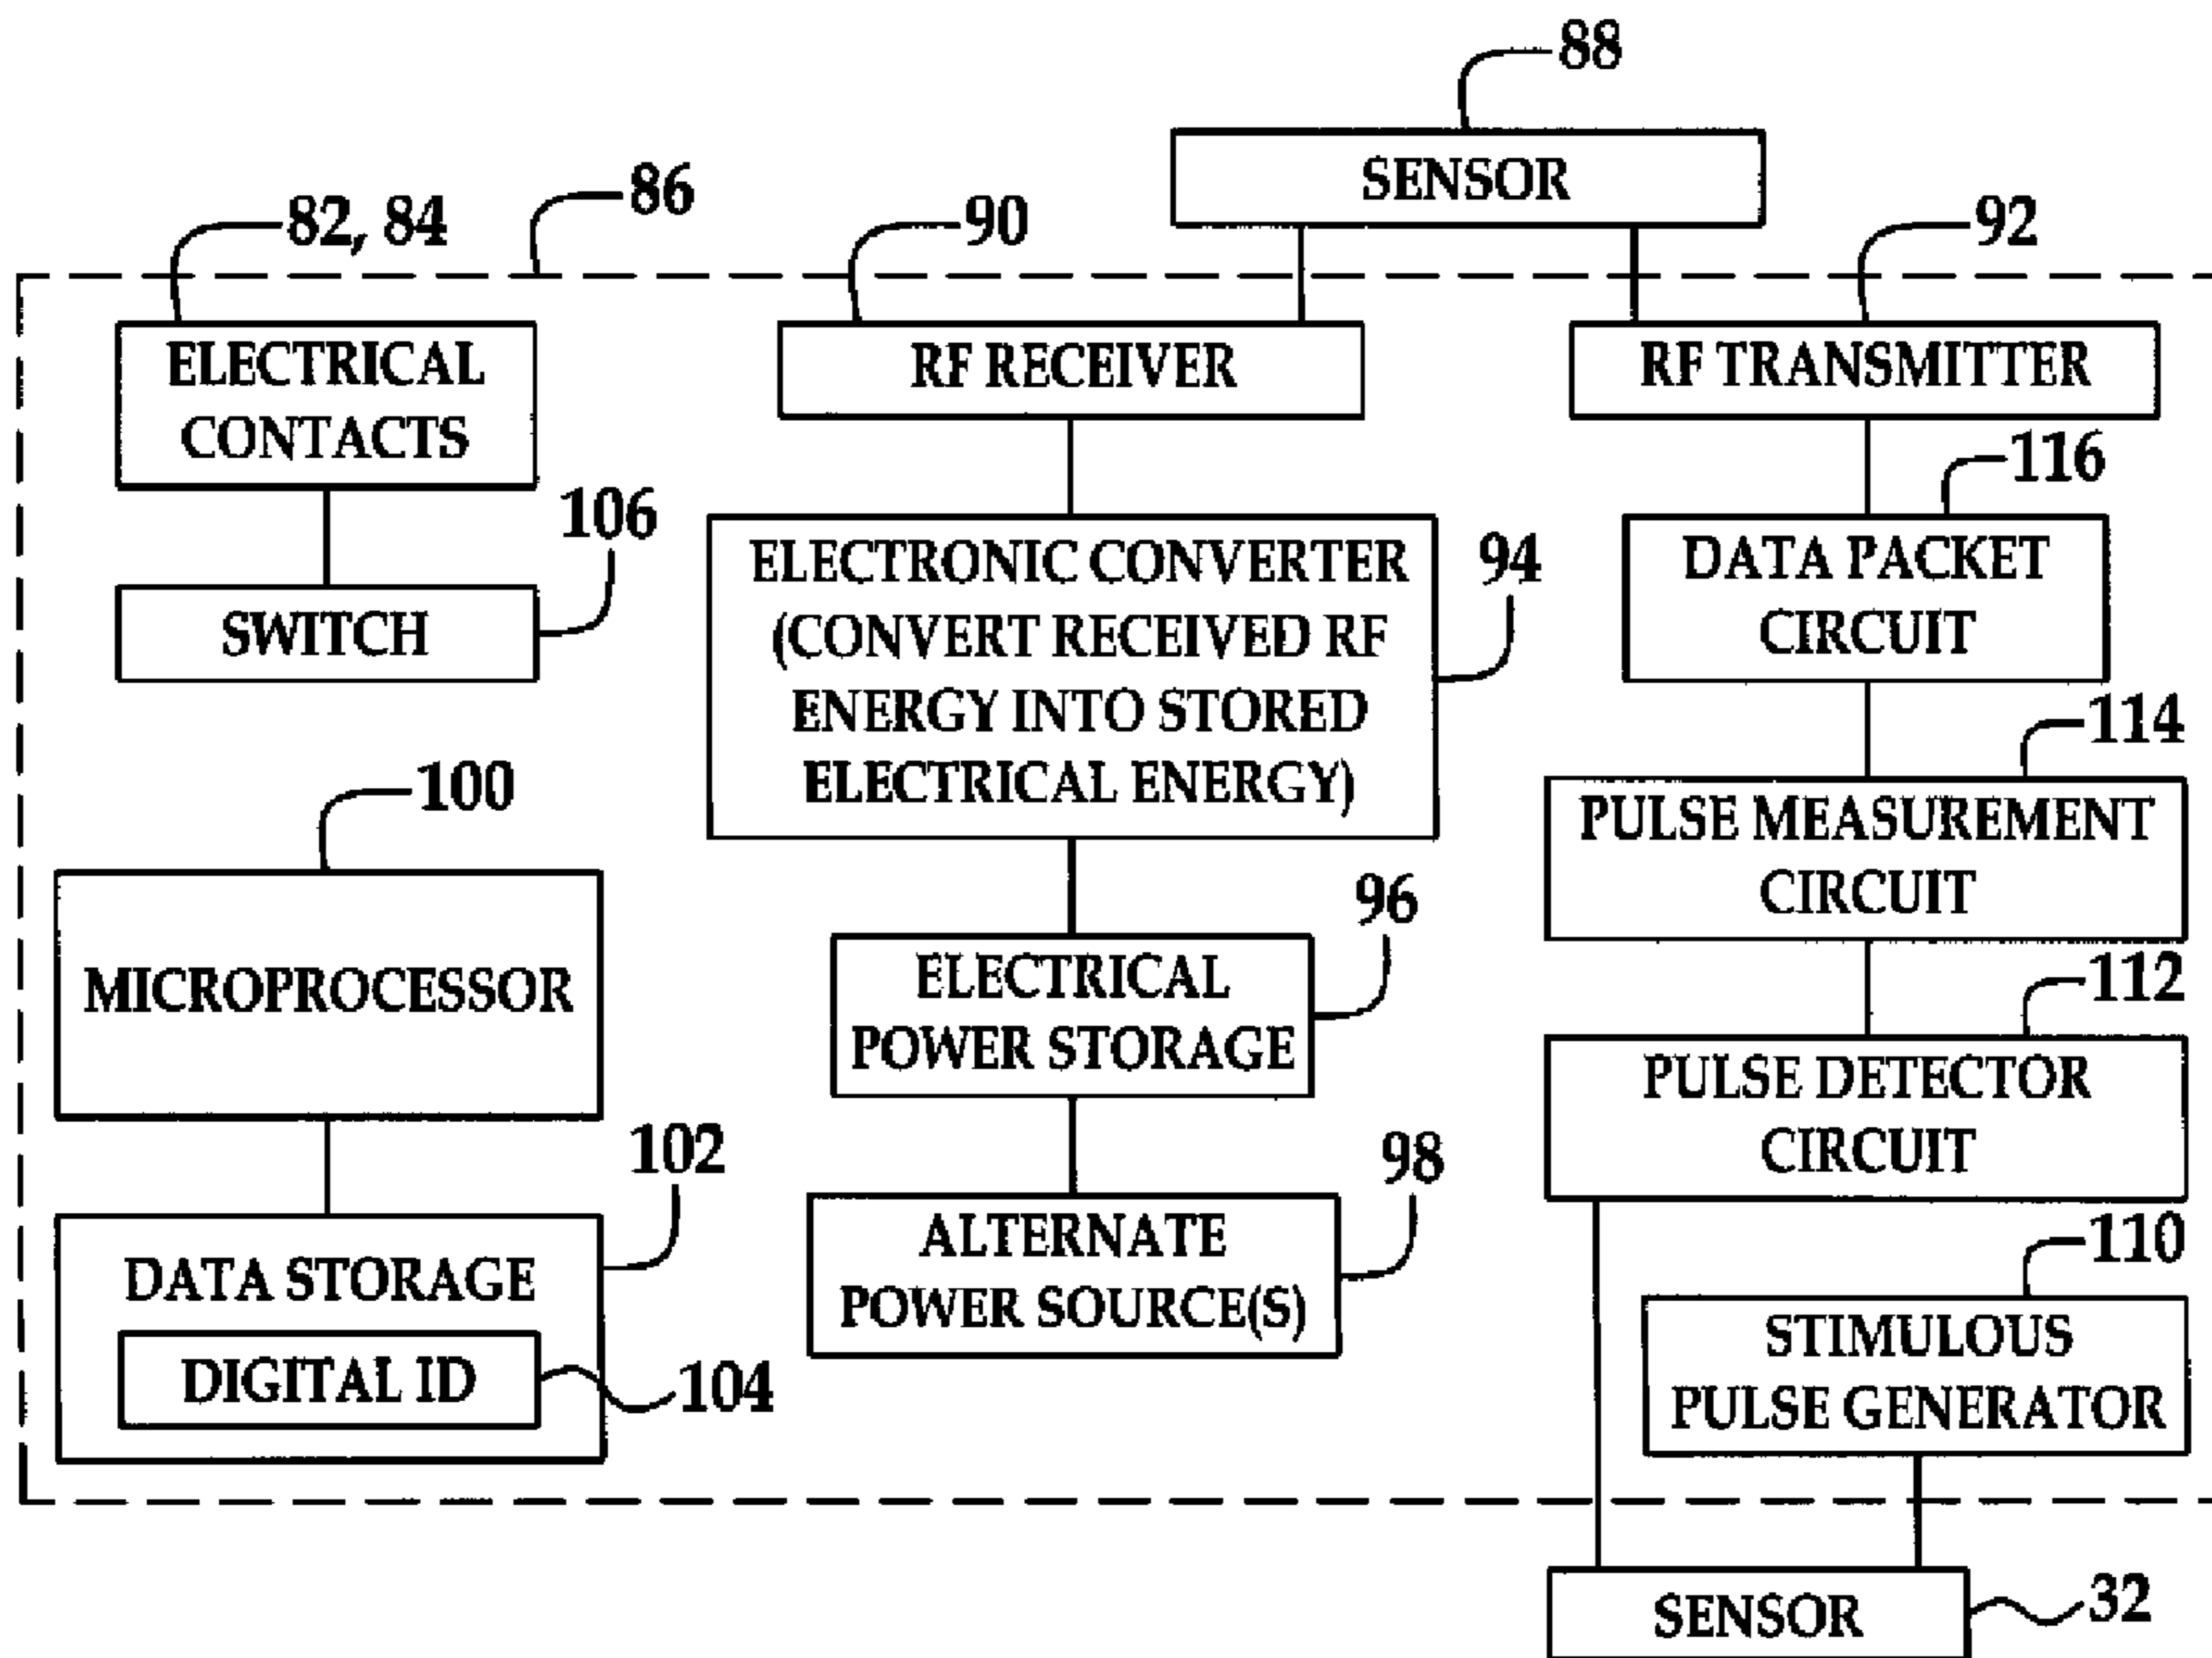 88
SENSOR
86
82, 84
90
92
ELECTRICAL
CONTACTS
RF RECEIVER
RF TRANSMITTER
116
106
SWITCH
ELECTRONIC CONVERTER
(CONVERT RECEIVED RF
ENERGY INTO STORED
ELECTRICAL ENERGY)
94
DATA PACKET
CIRCUIT
114
PULSE MEASUREMENT
CIRCUIT
100
MICROPROCESSOR
96
ELECTRICAL
POWER STORAGE
112
PULSE DETECTOR
CIRCUIT
102
DATA STORAGE
DIGITAL ID
104
98
ALTERNATE
POWER SOURCE(S)
110
STIMULOUS
PULSE GENERATOR
SENSOR
32